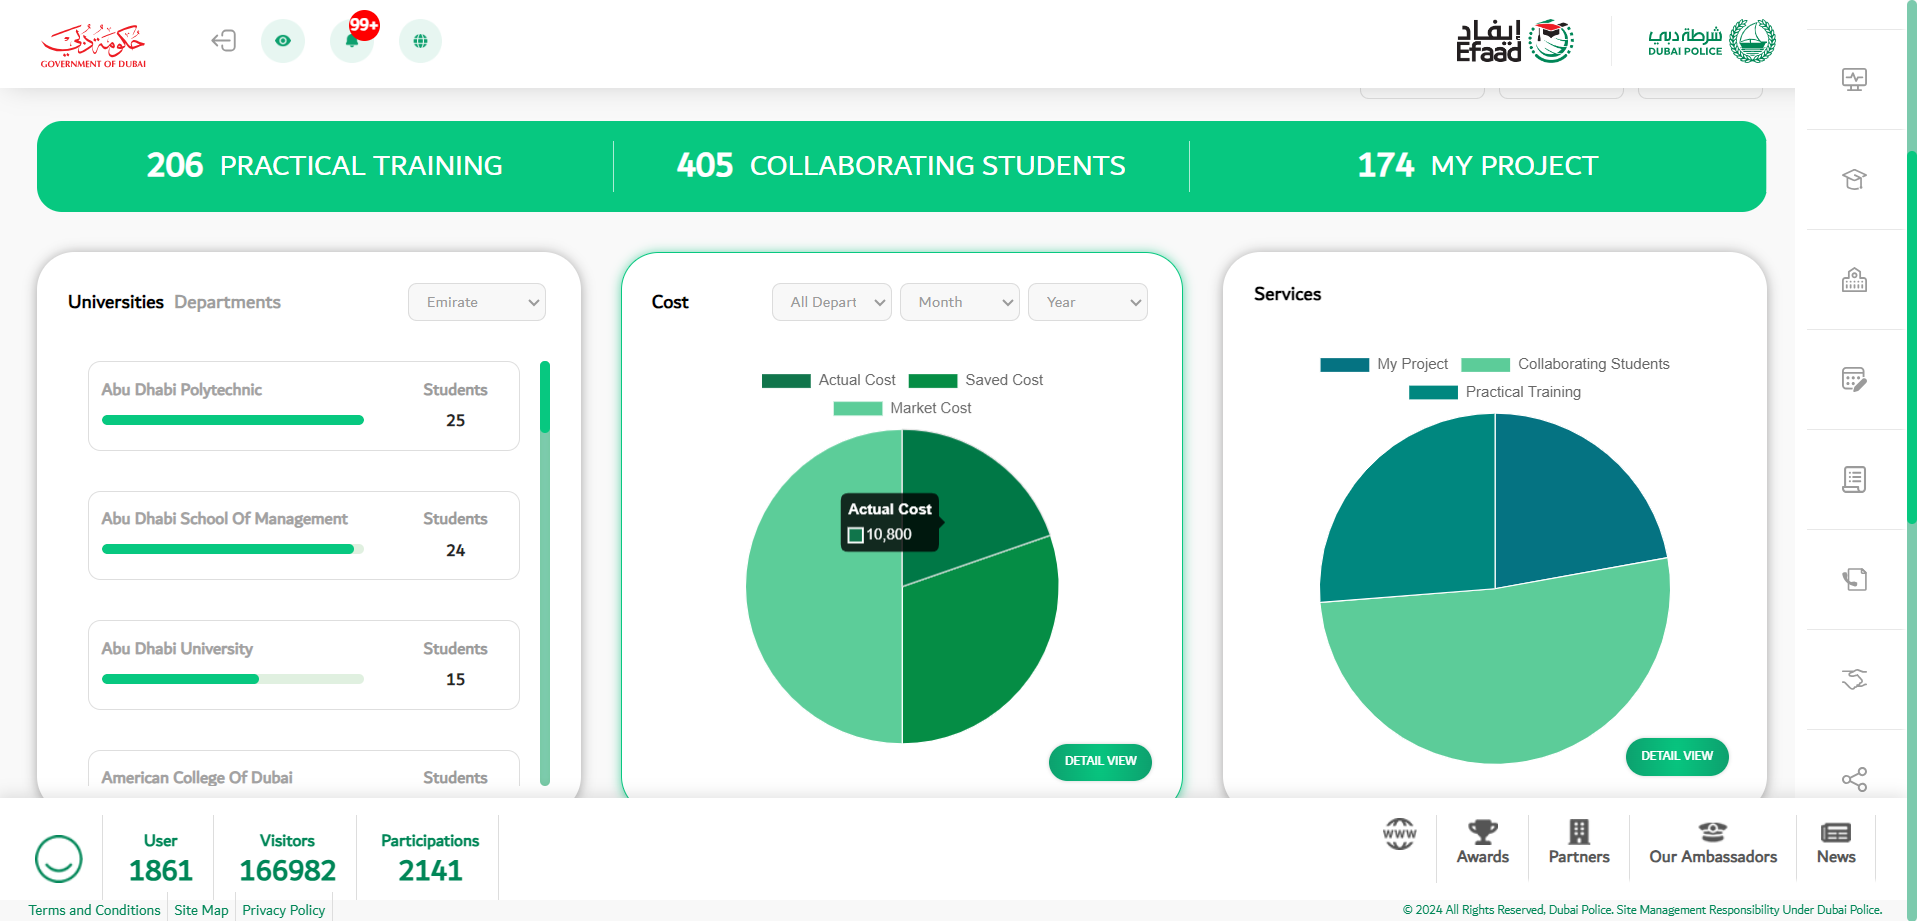 حكومة دبي
GOVERNMENT OF DUBAI
99+
إيفاد
Efaad
شرطة دبي
DUBAI POLICE
206 PRACTICAL TRAINING
405 COLLABORATING STUDENTS
174 MY PROJECT
Universities Departments
Emirate
Abu Dhabi Polytechnic Students
25
Abu Dhabi School Of Management Students
24
Abu Dhabi University Students
15
American College Of Dubai Students
Cost
All Depart
Month
Year
Actual Cost Saved Cost
Market Cost
Actual Cost
10,800
DETAIL VIEW
Services
My Project Collaborating Students
Practical Training
DETAIL VIEW
User
1861
Visitors
166982
Participations
2141
WWW
Awards
Partners
Our Ambassadors
News
Terms and Conditions Site Map Privacy Policy
© 2024 All Rights Reserved, Dubai Police. Site Management Responsibility Under Dubai Police.